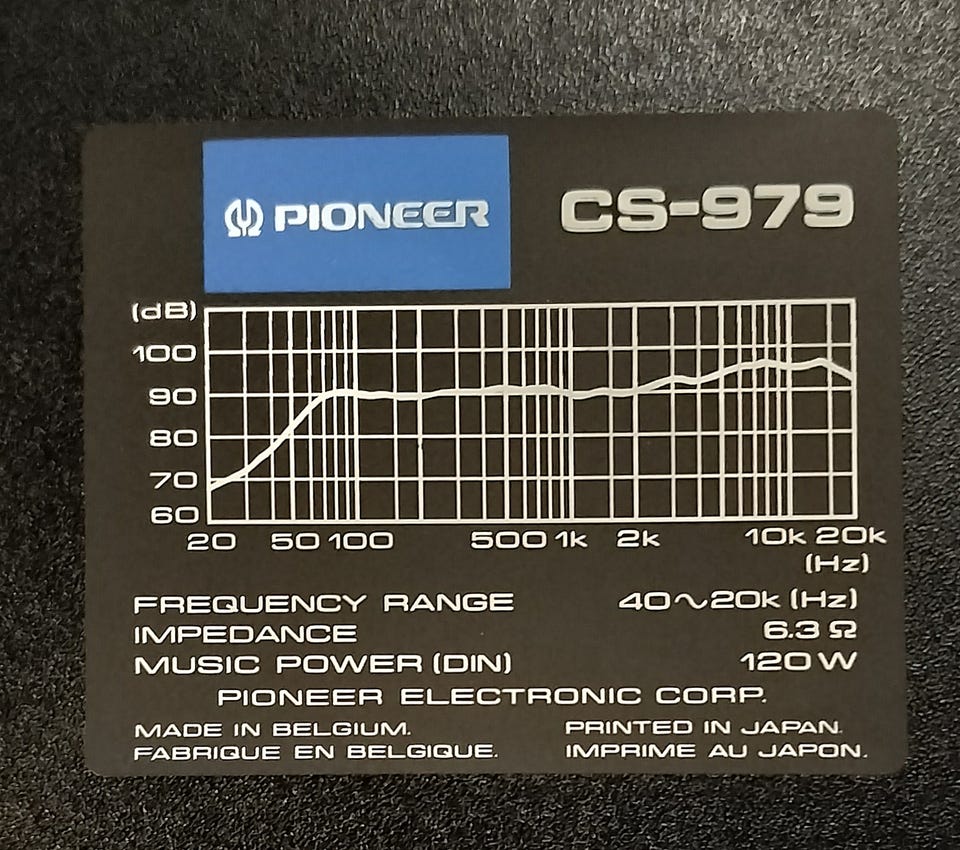 PIONEER CS-979
(dB)
100
90
80
70
60
20 50 100 500 1k 2k 10k 20k
(Hz)
FREQUENCY RANGE 40∿20k (Hz)
IMPEDANCE 6.3 Ω
MUSIC POWER (DIN) 120 W
PIONEER ELECTRONIC CORP.
MADE IN BELGIUM. PRINTED IN JAPAN.
FABRIQUE EN BELGIQUE. IMPRIME AU JAPON.